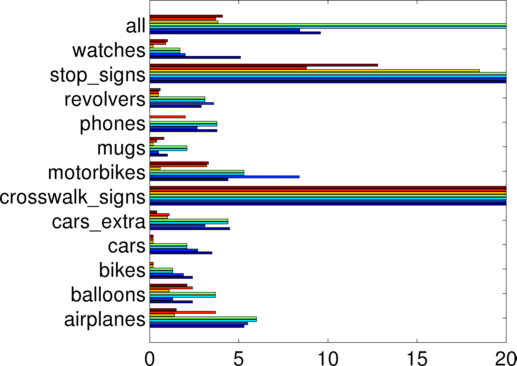 all
watches
stop_signs
revolvers
phones
mugs
motorbikes
crosswalk_signs
cars_extra
cars
bikes
balloons
airplanes
0 5 10 15 20